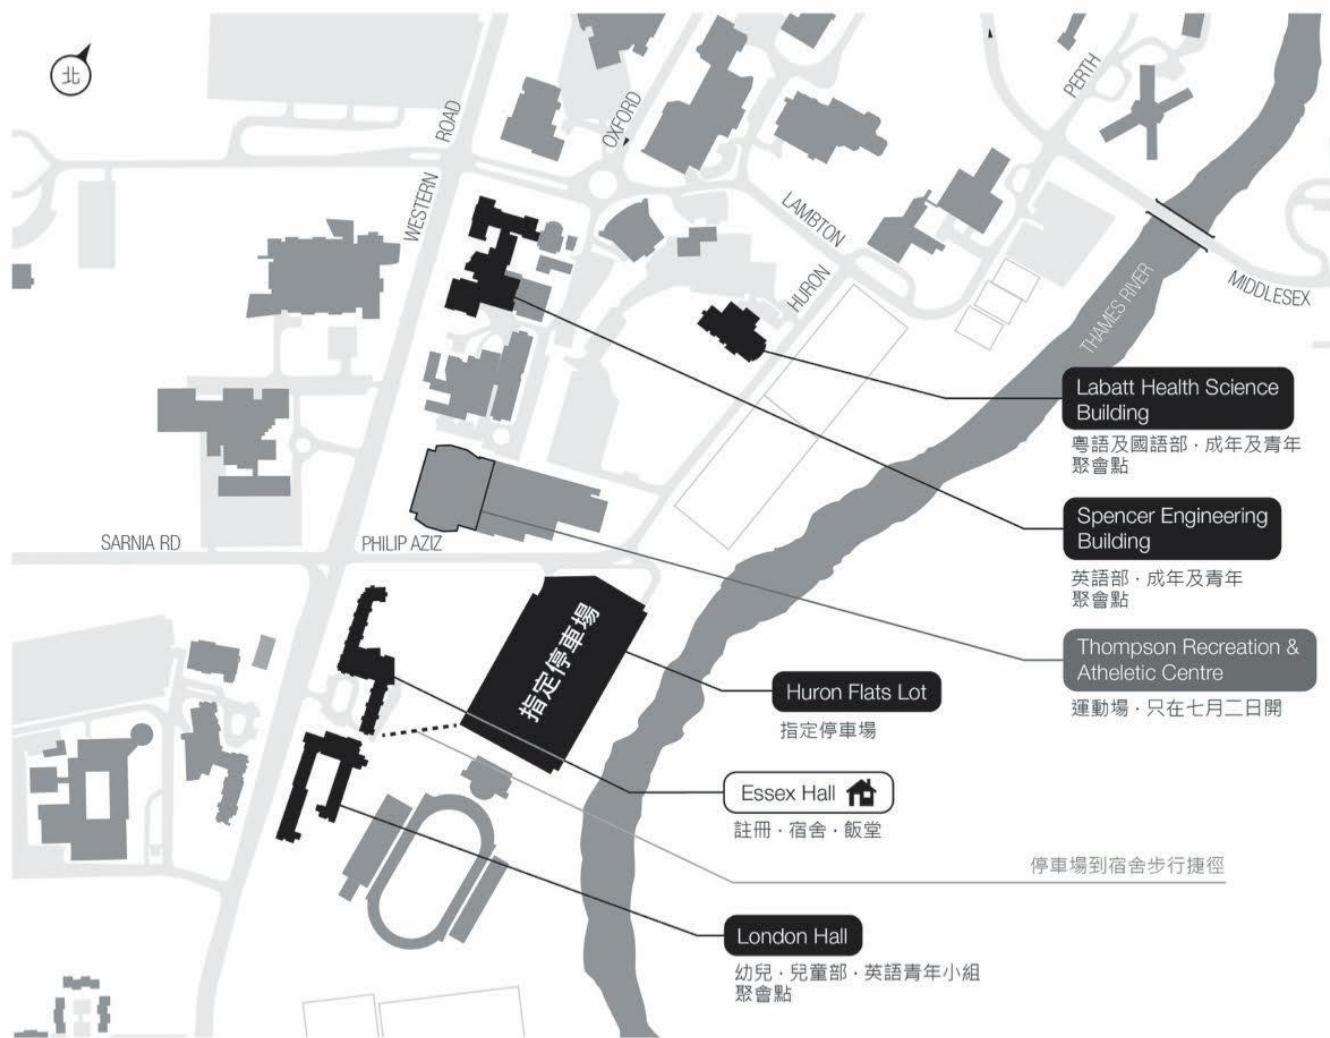 北
ROAD
WESTERN
OXFORD
PERTH
LAMBTON
HURON
THAMES RIVER
MIDDLESEX
SARNIA RD
PHILIP AZIZ
指定停車場
Labatt Health Science
Building
粵語及國語部·成年及青年
聚會點
Spencer Engineering
Building
英語部·成年及青年
聚會點
Thompson Recreation &
Atheletic Centre
運動場·只在七月二日開
Huron Flats Lot
指定停車場
Essex Hall
註冊·宿舍·飯堂
停車場到宿舍步行捷徑
London Hall
幼兒·兒童部·英語青年小組
聚會點